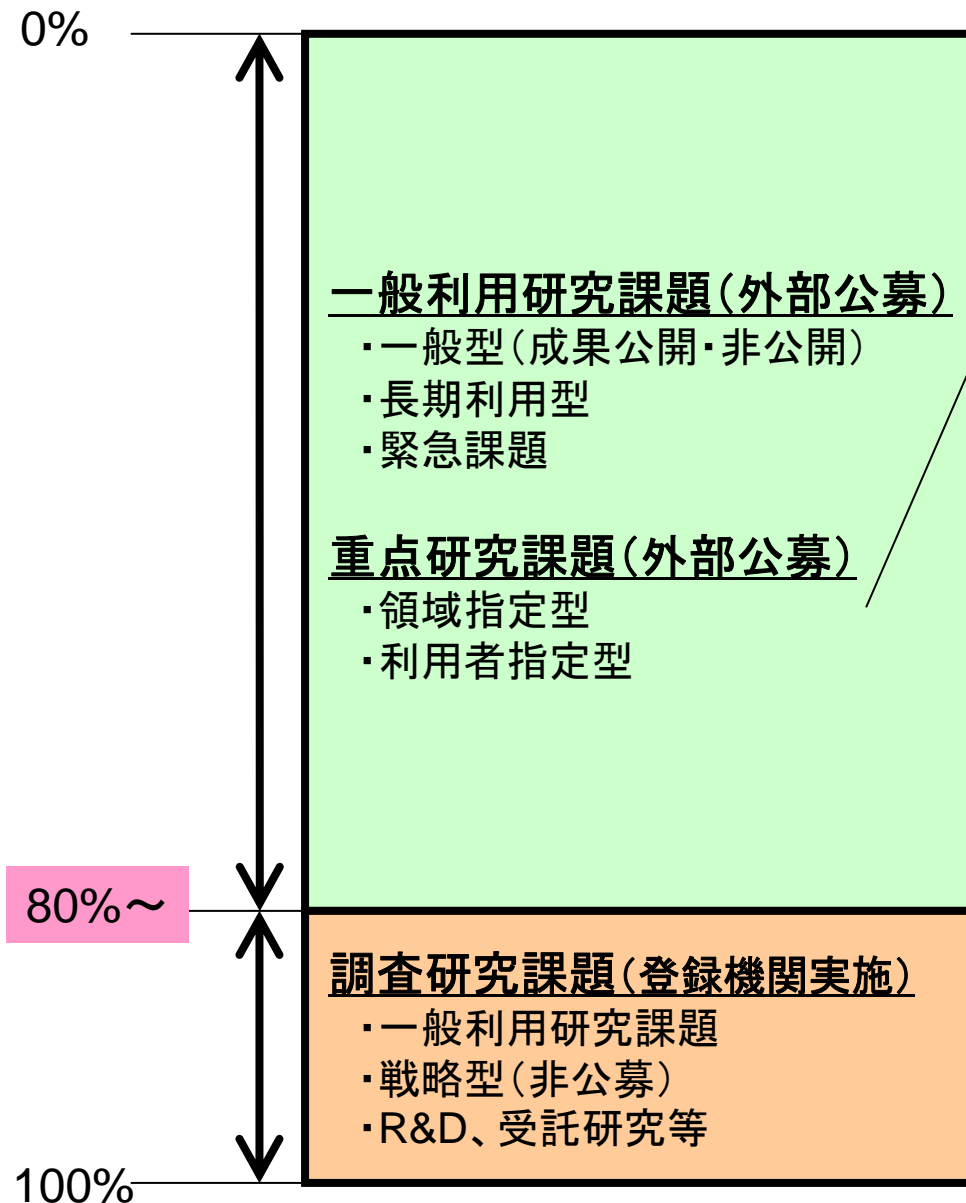 0%
一般利用研究課題(外部公募)
・一般型(成果公開・非公開)
・長期利用型
・緊急課題
重点研究課題(外部公募)
・領域指定型
・利用者指定型
80%～
調査研究課題(登録機関実施)
・一般利用研究課題
・戦略型(非公募)
・R&D、受託研究等
100%